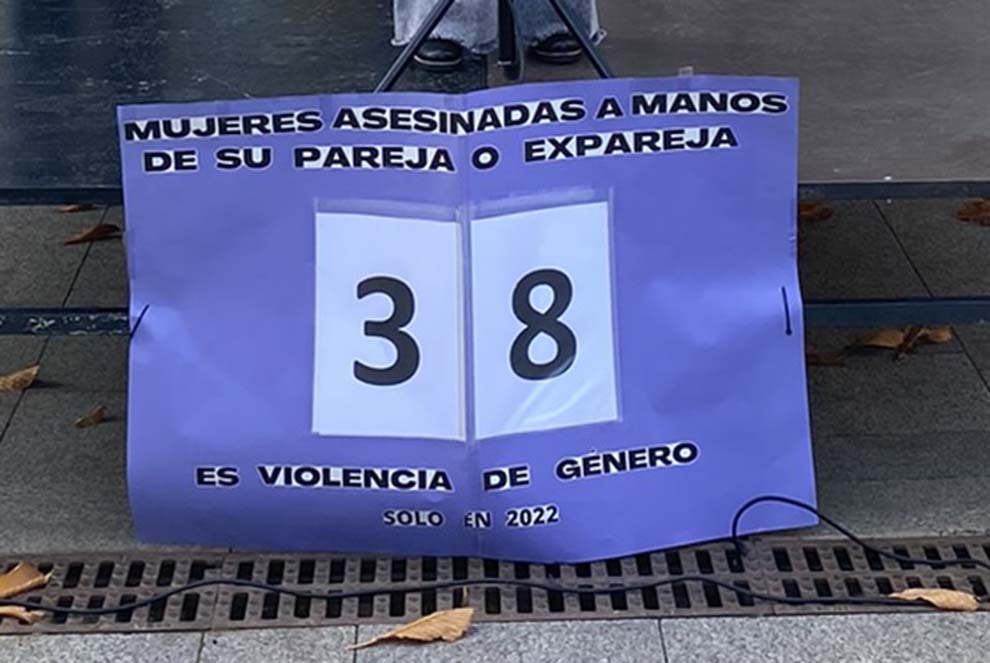 MUJERES ASESINADAS A MANOS
DE SU PAREJA O EXPAREJA
38
ES VIOLENCIA DE GÉNERO
SOLO EN 2022